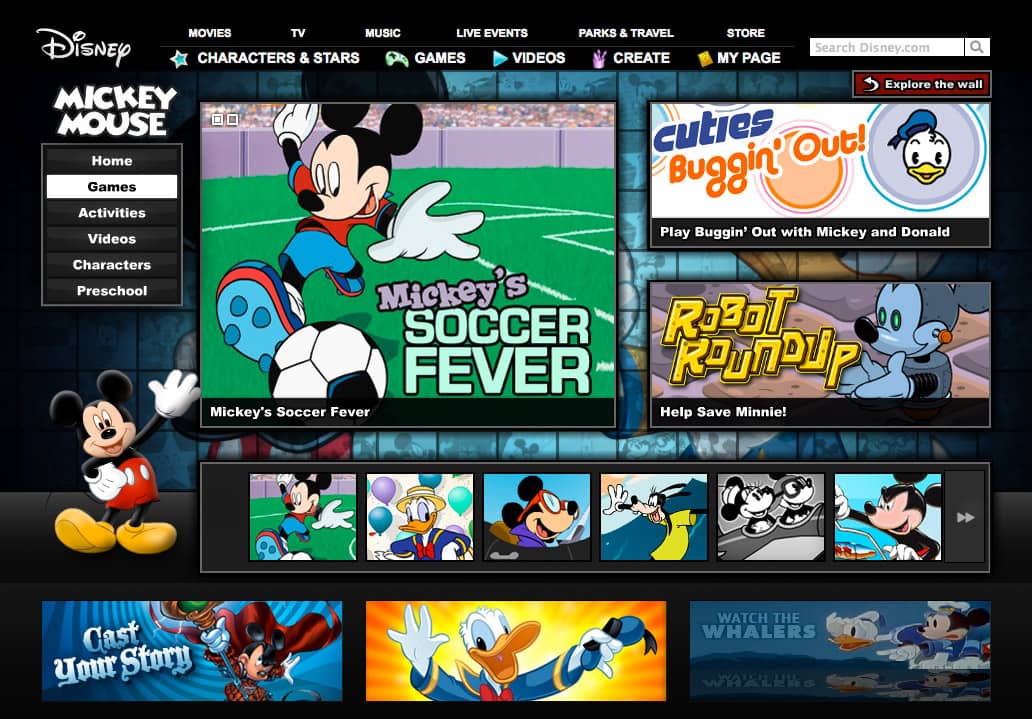 Disney
MOVIES TV MUSIC LIVE EVENTS PARKS & TRAVEL STORE
CHARACTERS & STARS GAMES VIDEOS CREATE MY PAGE
Search Disney.com
Explore the wall
MICKEY
MOUSE
Home
Games
Activities
Videos
Characters
Preschool
Mickey's
SOCCER
FEVER
Mickey's Soccer Fever
cuties
Buggin' Out!
Play Buggin' Out with Mickey and Donald
ROBOT
ROUNDUP
Help Save Minnie!
Cast
Your Story
WATCH THE
WHALERS